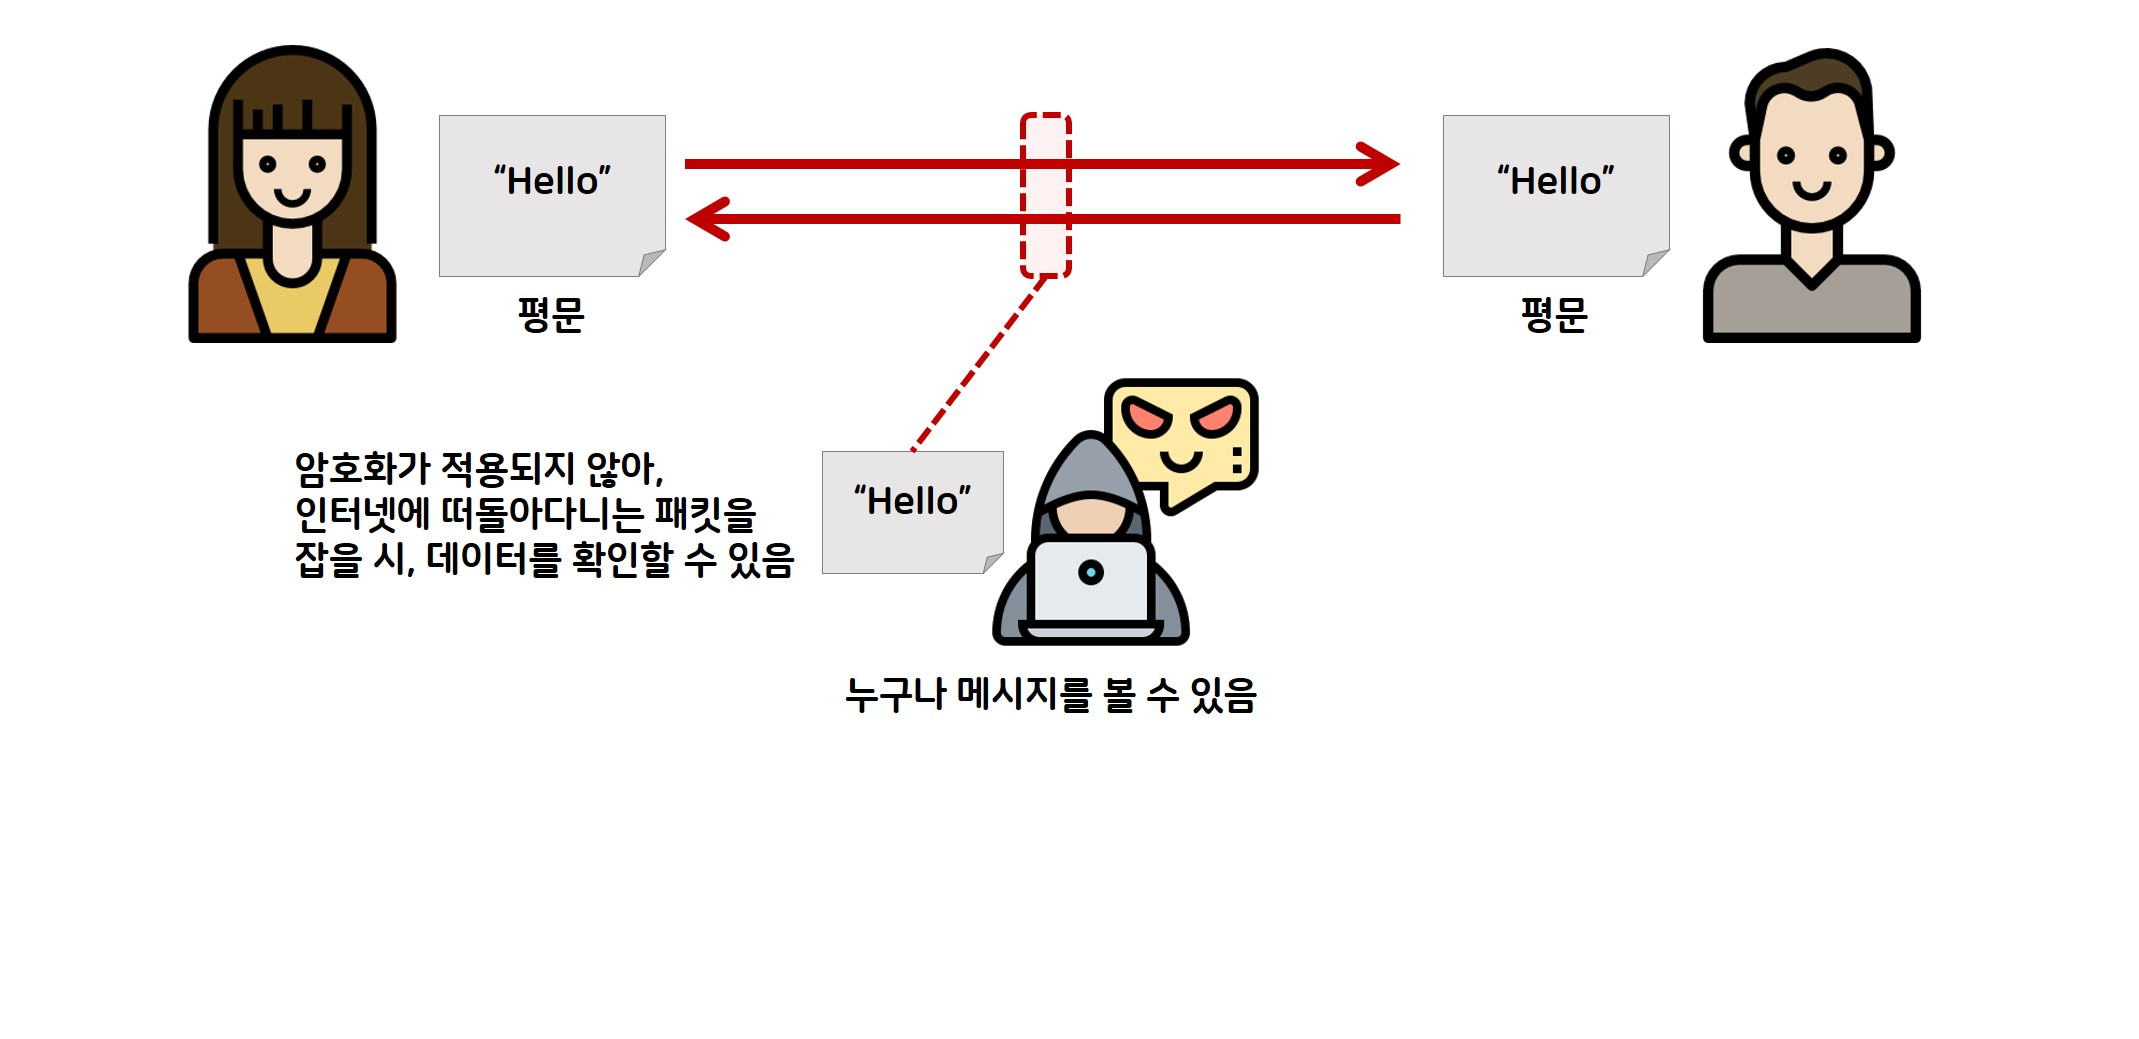 “Hello”
“Hello”
평문
평문
암호화가 적용되지 않아,
인터넷에 떠돌아다니는 패킷을
잡을 시, 데이터를 확인할 수 있음
“Hello”
누구나 메시지를 볼 수 있음